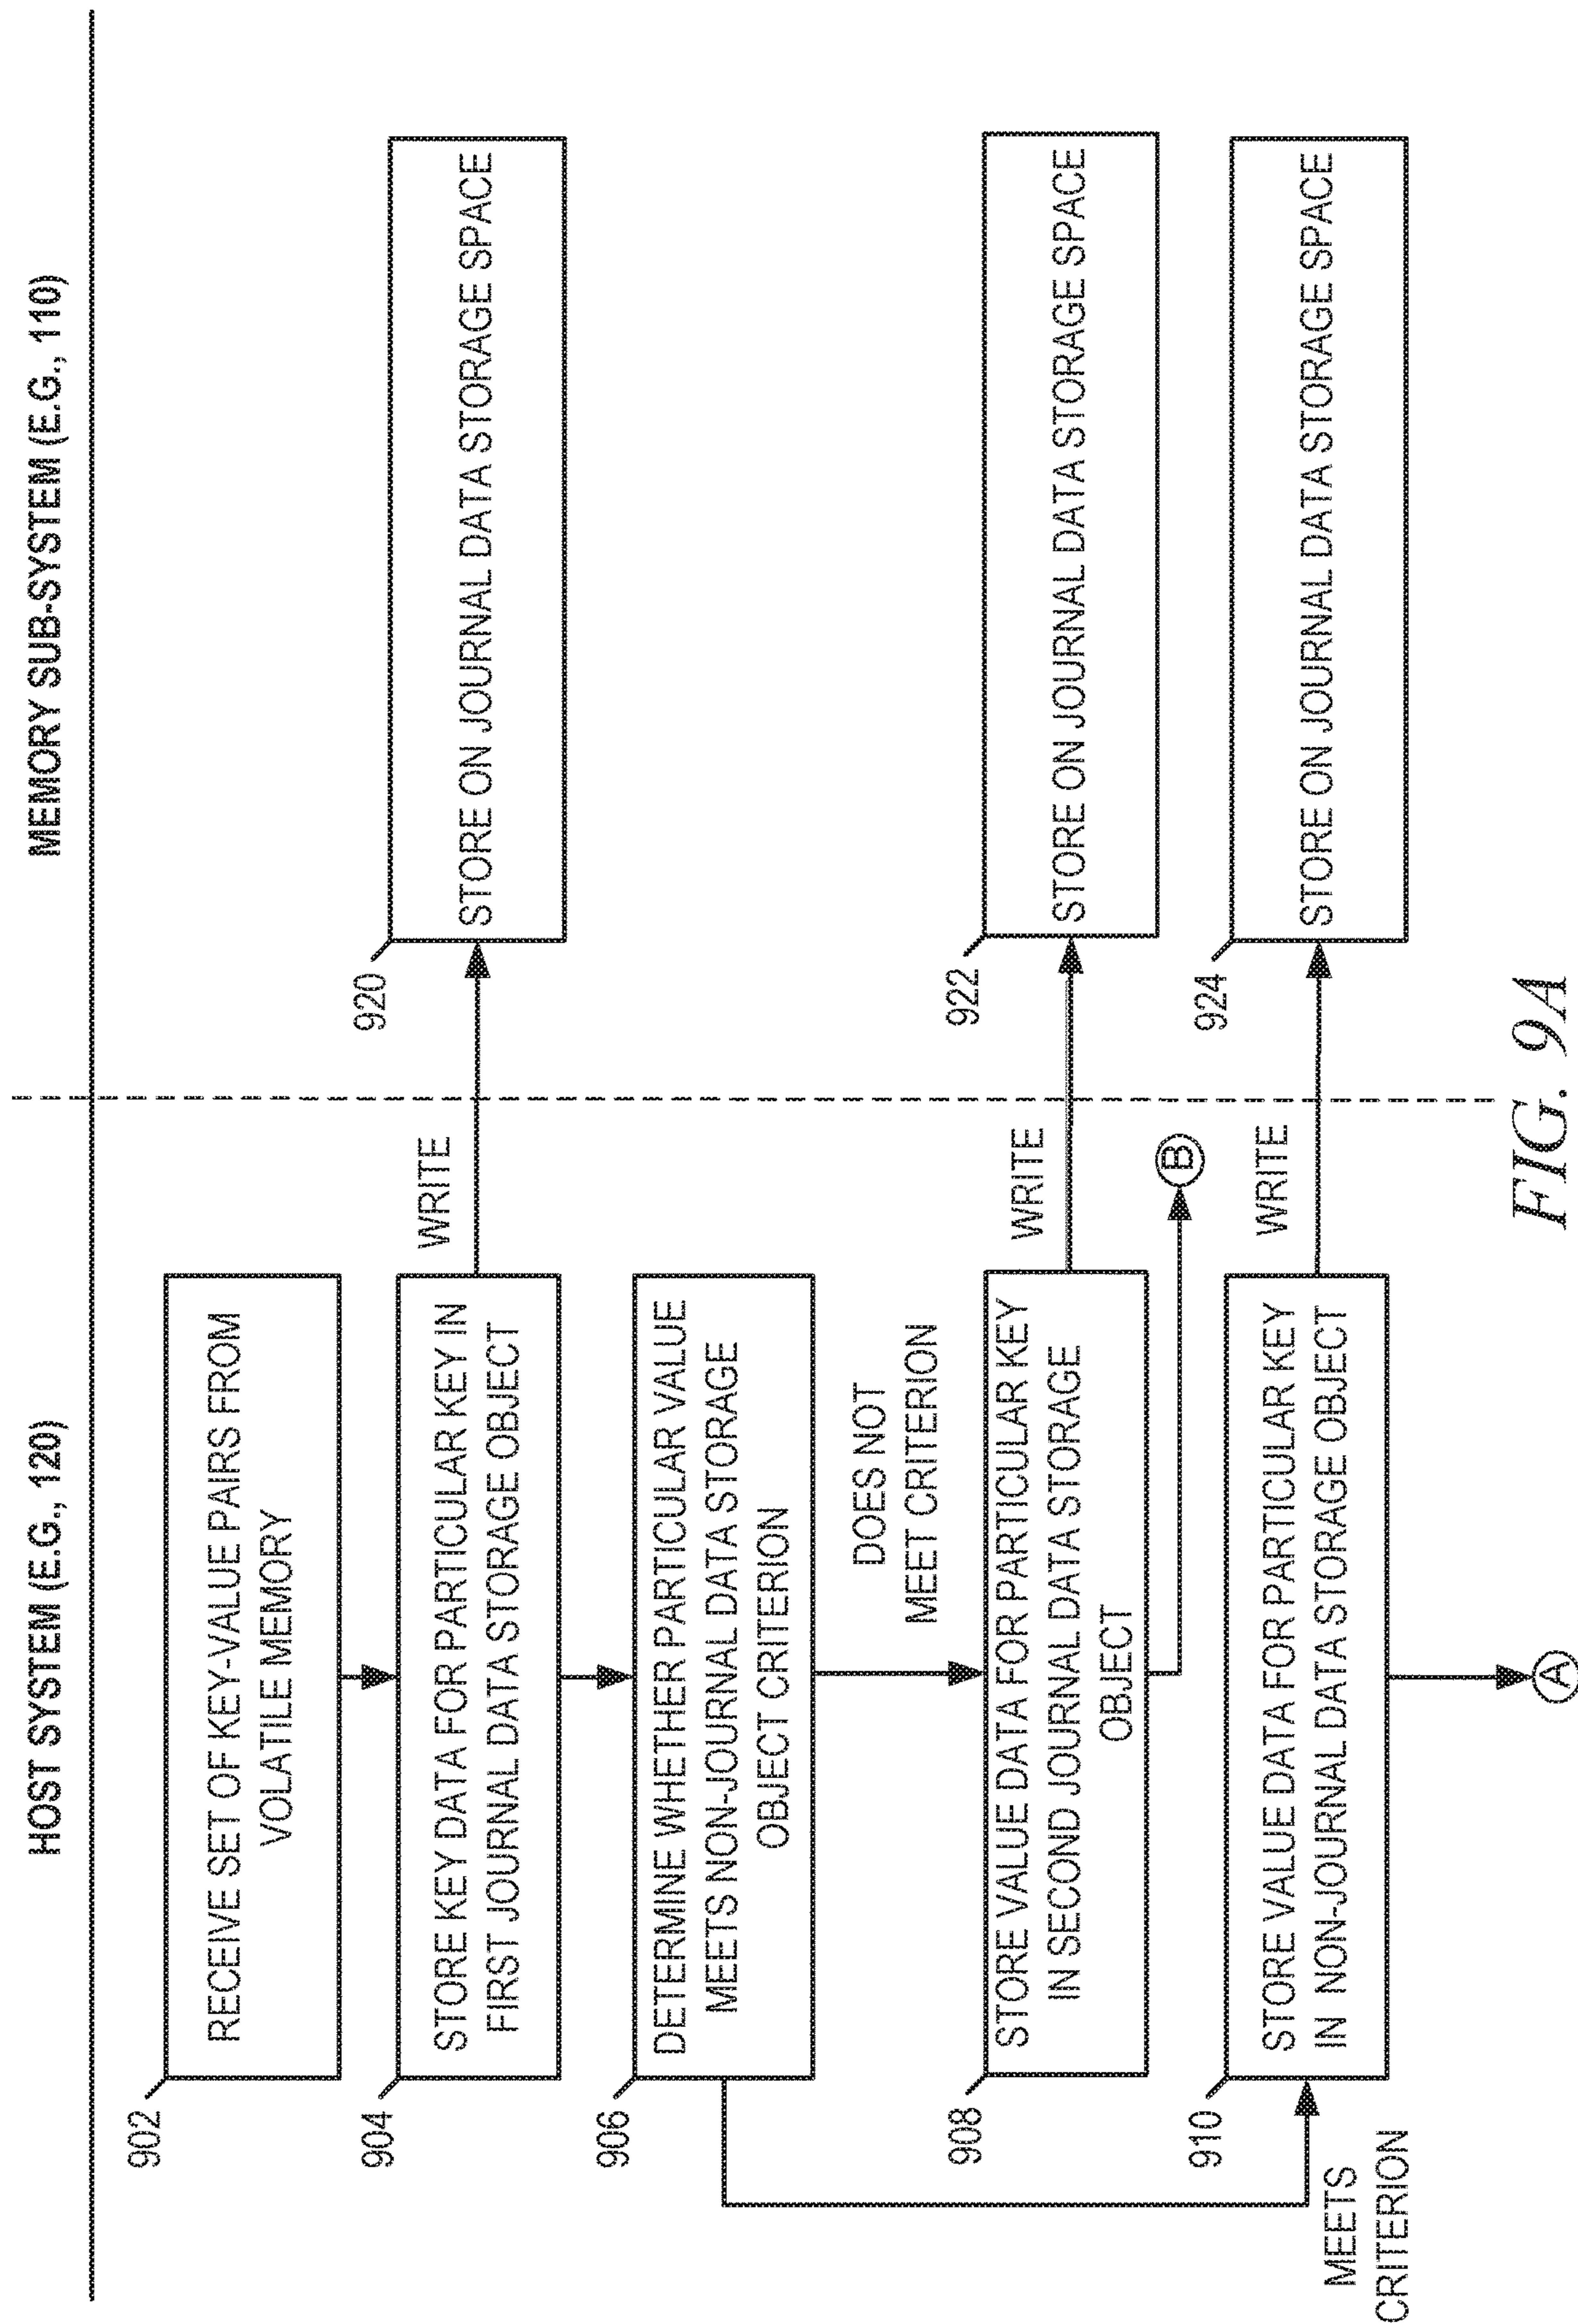 HOST SYSTEM (E.G., 120)
MEMORY SUB-SYSTEM (E.G., 110)
902
RECEIVE SET OF KEY-VALUE PAIRS FROM
VOLATILE MEMORY
904
STORE KEY DATA FOR PARTICULAR KEY IN
FIRST JOURNAL DATA STORAGE OBJECT
WRITE
920
STORE ON JOURNAL DATA STORAGE SPACE
906
DETERMINE WHETHER PARTICULAR VALUE
MEETS NON-JOURNAL DATA STORAGE
OBJECT CRITERION
DOES NOT
MEET CRITERION
908
STORE VALUE DATA FOR PARTICULAR KEY
IN SECOND JOURNAL DATA STORAGE
OBJECT
WRITE
922
STORE ON JOURNAL DATA STORAGE SPACE
B
910
STORE VALUE DATA FOR PARTICULAR KEY
IN NON-JOURNAL DATA STORAGE OBJECT
WRITE
924
STORE ON JOURNAL DATA STORAGE SPACE
MEETS
CRITERION
A
FIG. 9A